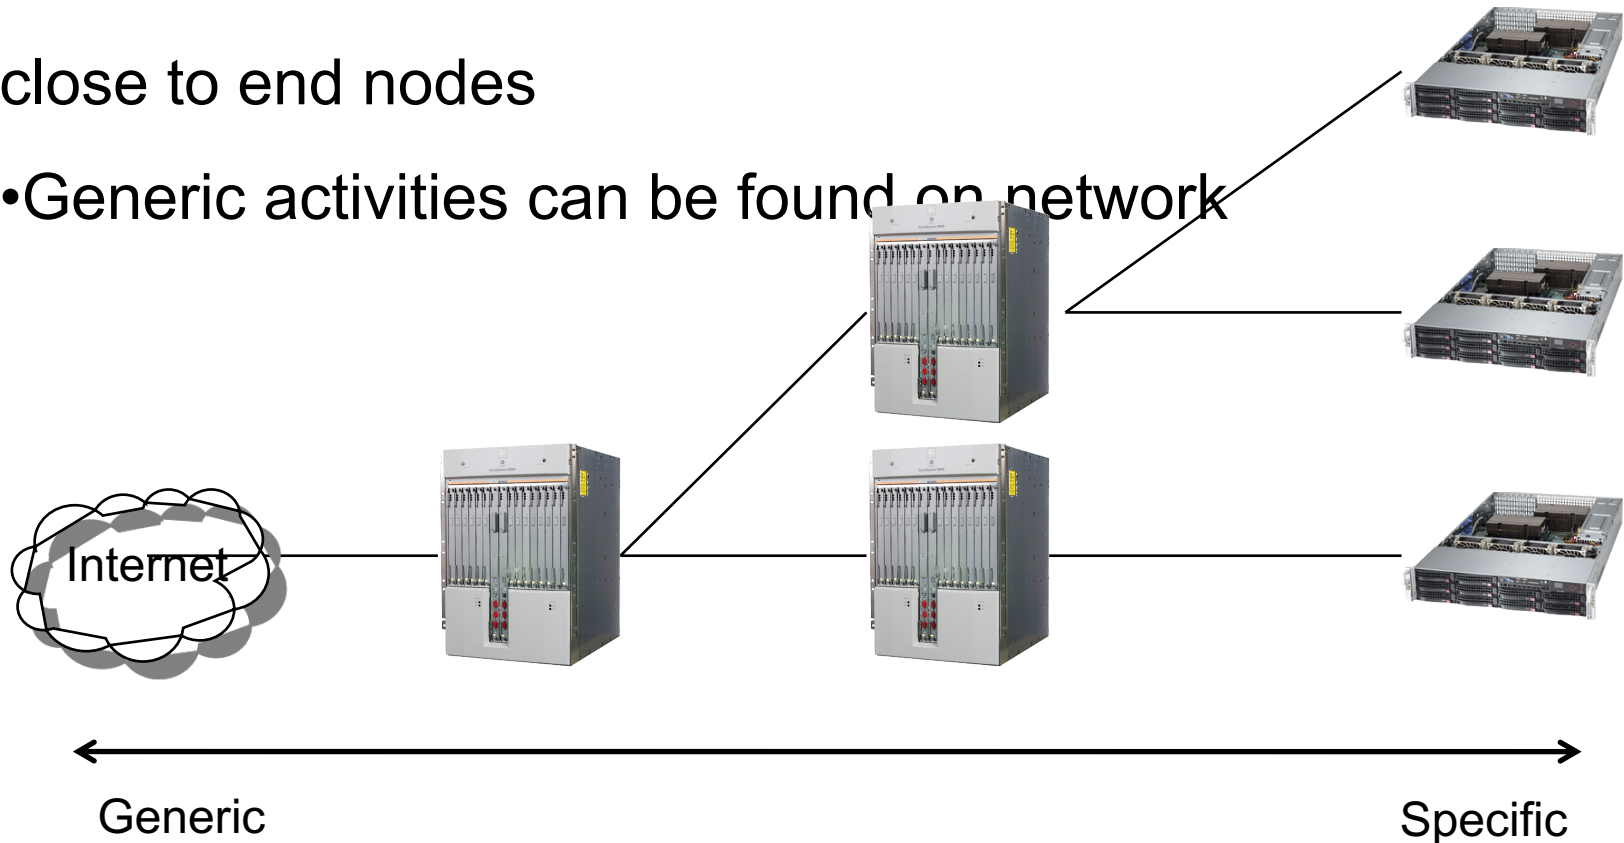 close to end nodes
•Generic activities can be found on network
Internet
Generic
Specific